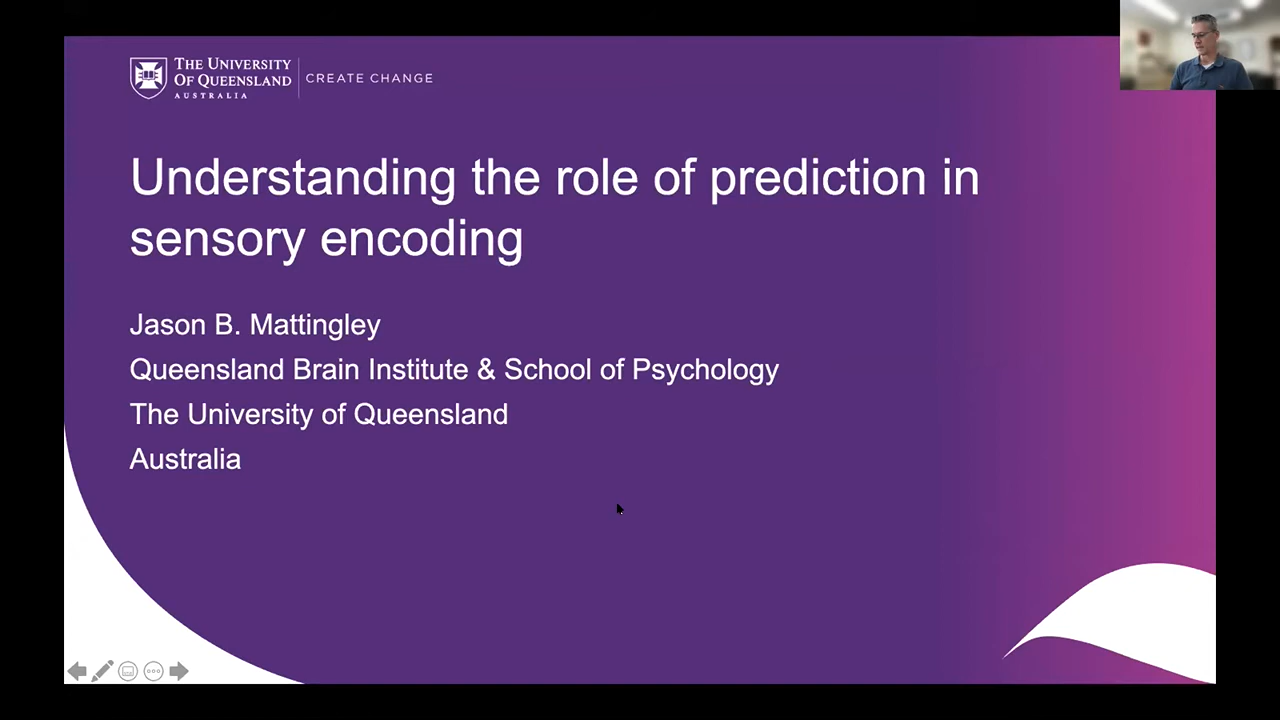 THE UNIVERSITY
OF QUEENSLAND
AUSTRALIA
CREATE CHANGE
Understanding the role of prediction in
sensory encoding
Jason B. Mattingley
Queensland Brain Institute & School of Psychology
The University of Queensland
Australia